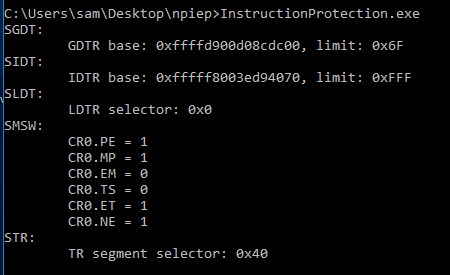 C:\Users\sam\Desktop\npiep>InstructionProtection.exe
SGDT:
GDTR base: 0xffffd900d08cdc00, limit: 0x6F
SIDT:
IDTR base: 0xfffff8003ed94070, limit: 0xFFF
SLDT:
LDTR selector: 0x0
SMSW:
CR0.PE = 1
CR0.MP = 1
CR0.EM = 0
CR0.TS = 0
CR0.ET = 1
CR0.NE = 1
STR:
TR segment selector: 0x40